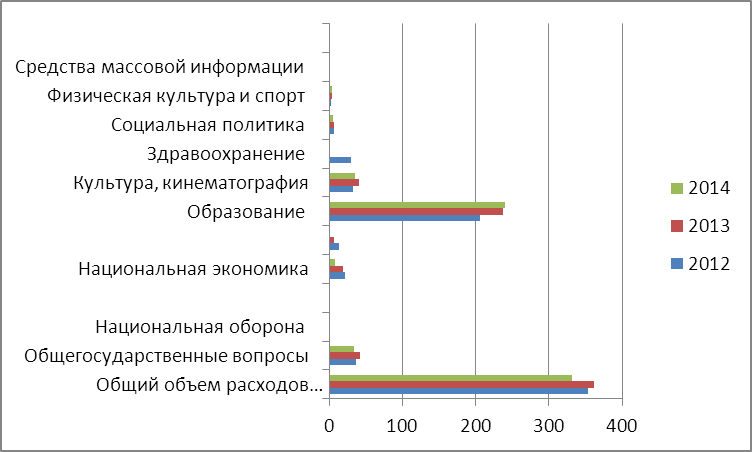 Средства массовой информации
Физическая культура и спорт
Социальная политика
Здравоохранение
Культура, кинематография
Образование
Национальная экономика
Национальная оборона
Общегосударственные вопросы
Общий объем расходов...
0 100 200 300 400
2014
2013
2012